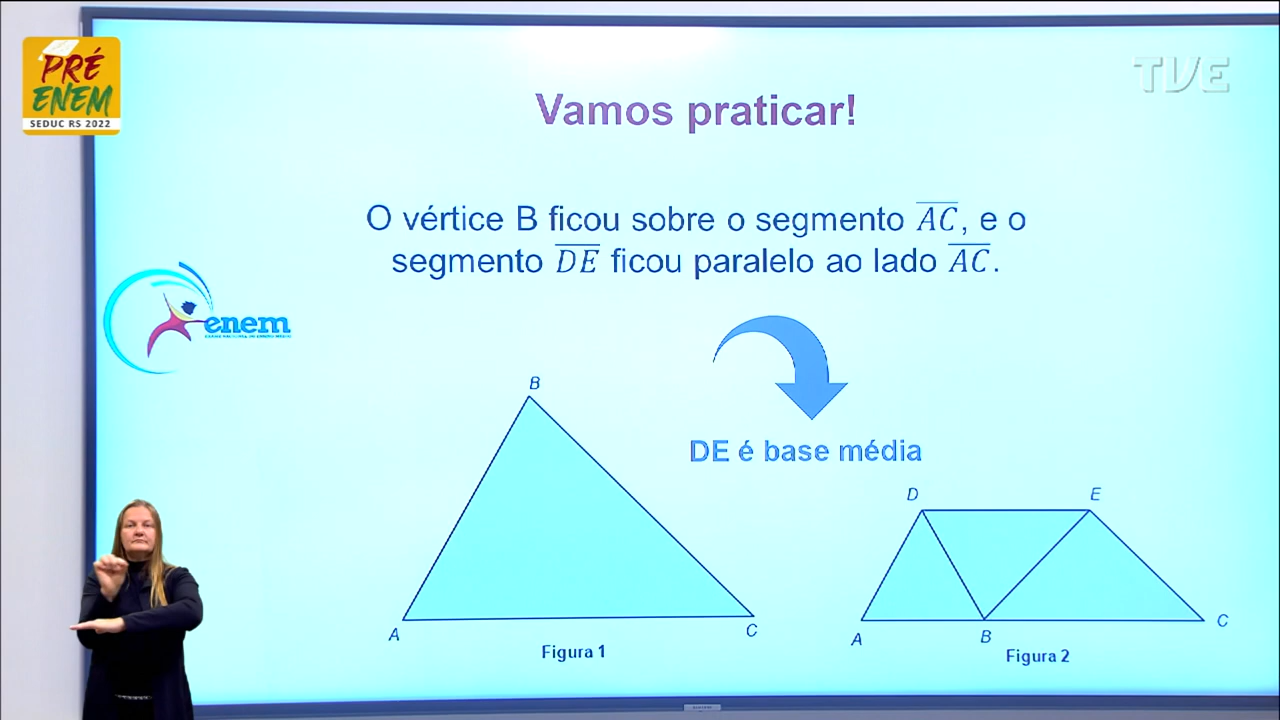 PRÉ
ENEM
SEDUC RS 2022
TVE
Vamos praticar!
O vértice B ficou sobre o segmento AC, e o
segmento DE ficou paralelo ao lado AC.
enem
DE é base média
B
A
C
Figura 1
D
E
A
B
C
Figura 2